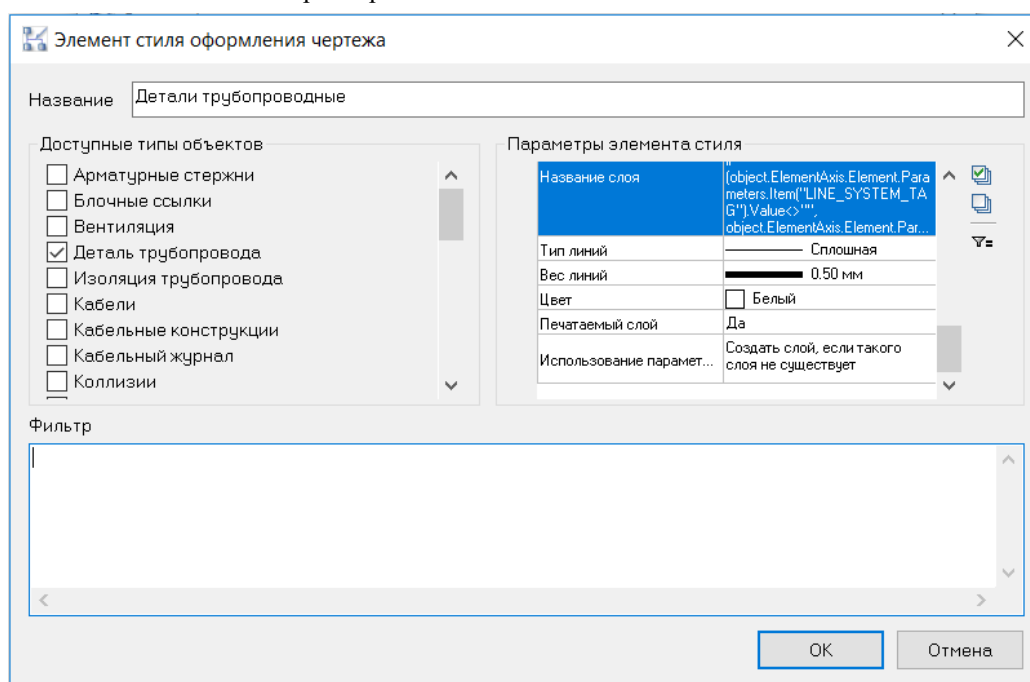 Элемент стиля оформления чертежа
Название
Детали трубопроводные
Доступные типы объектов
Арматурные стержни
Блочные ссылки
Вентиляция
Деталь трубопровода
Изоляция трубопровода
Кабели
Кабельные конструкции
Кабельный журнал
Коллизии
Параметры элемента стиля
Название слоя
(object.ElementAxis.Element.Para
meters.Item("LINE_SYSTEM_TA
G").Value<>"",
object.ElementAxis.Element.Par...
Тип линий
Сплошная
Вес линий
0.50 мм
Цвет
Белый
Печатаемый слой
Да
Использование парамет...
Создать слой, если такого
слоя не существует
Фильтр
OK
Отмена